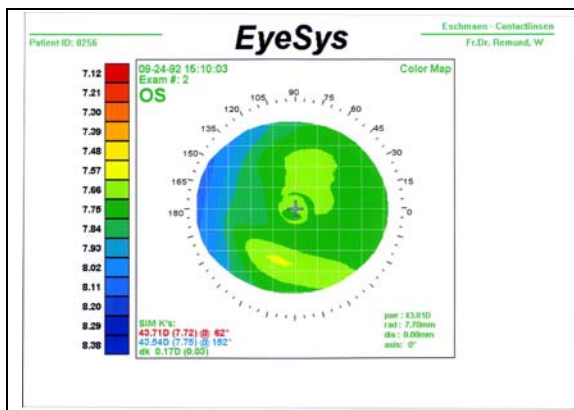 Patient ID: 0256
EyeSys
Eschmann - Contactlinsen
Fr.Dr. Remund, W
09-24-92 15:10:03
Exam #: 2
OS
Color Map
7.12
7.21
7.30
7.39
7.48
7.57
7.66
7.75
7.84
7.93
8.02
8.11
8.20
8.29
8.38
90
105
75
120
60
135
45
150
30
165
15
180
0
SIM K's:
43.71D (7.72) @ 62°
43.54D (7.75) @ 152°
dk 0.17D (0.03)
pwr : 43.81D
rad : 7.70mm
dis : 0.00mm
axis: 0°